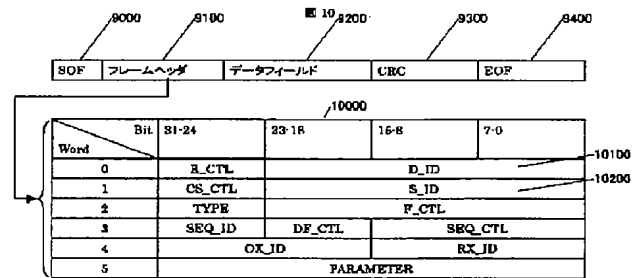 図 10
9000 9100 9200 9300 9400
SOF フレームヘッダ データフィールド CRC EOF
10000
Bit 31-24 23-16 15-8 7-0
Word
0 R_CTL D_ID 10100
1 CS_CTL S_ID 10200
2 TYPE F_CTL
3 SEQ_ID DF_CTL SEQ_CTL
4 OX_ID RX_ID
5 PARAMETER